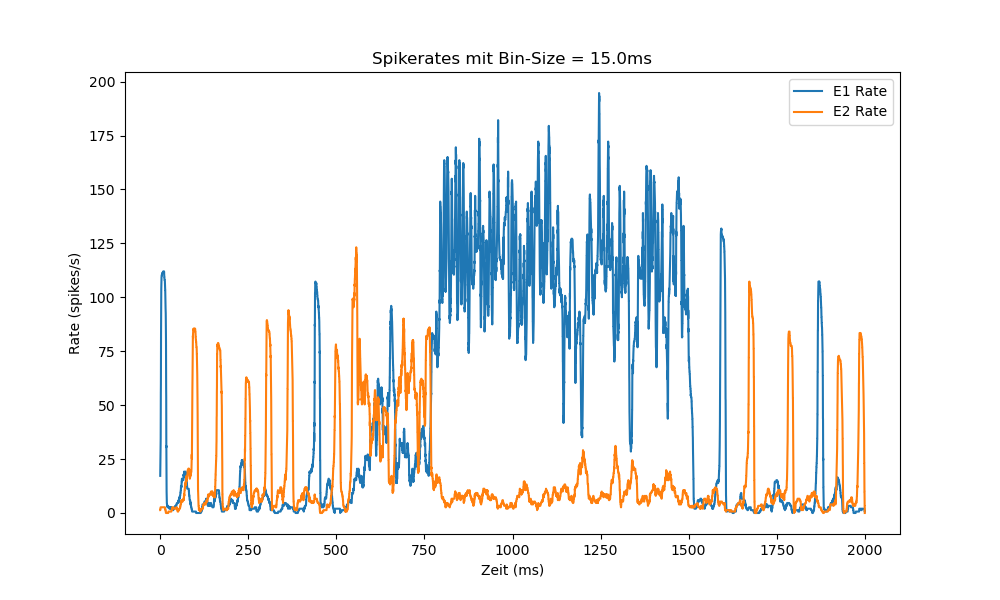 Spikerates mit Bin-Size = 15.0ms
E1 Rate
E2 Rate
200
175
150
125
100
75
50
25
0
Rate (spikes/s)
0 250 500 750 1000 1250 1500 1750 2000
Zeit (ms)